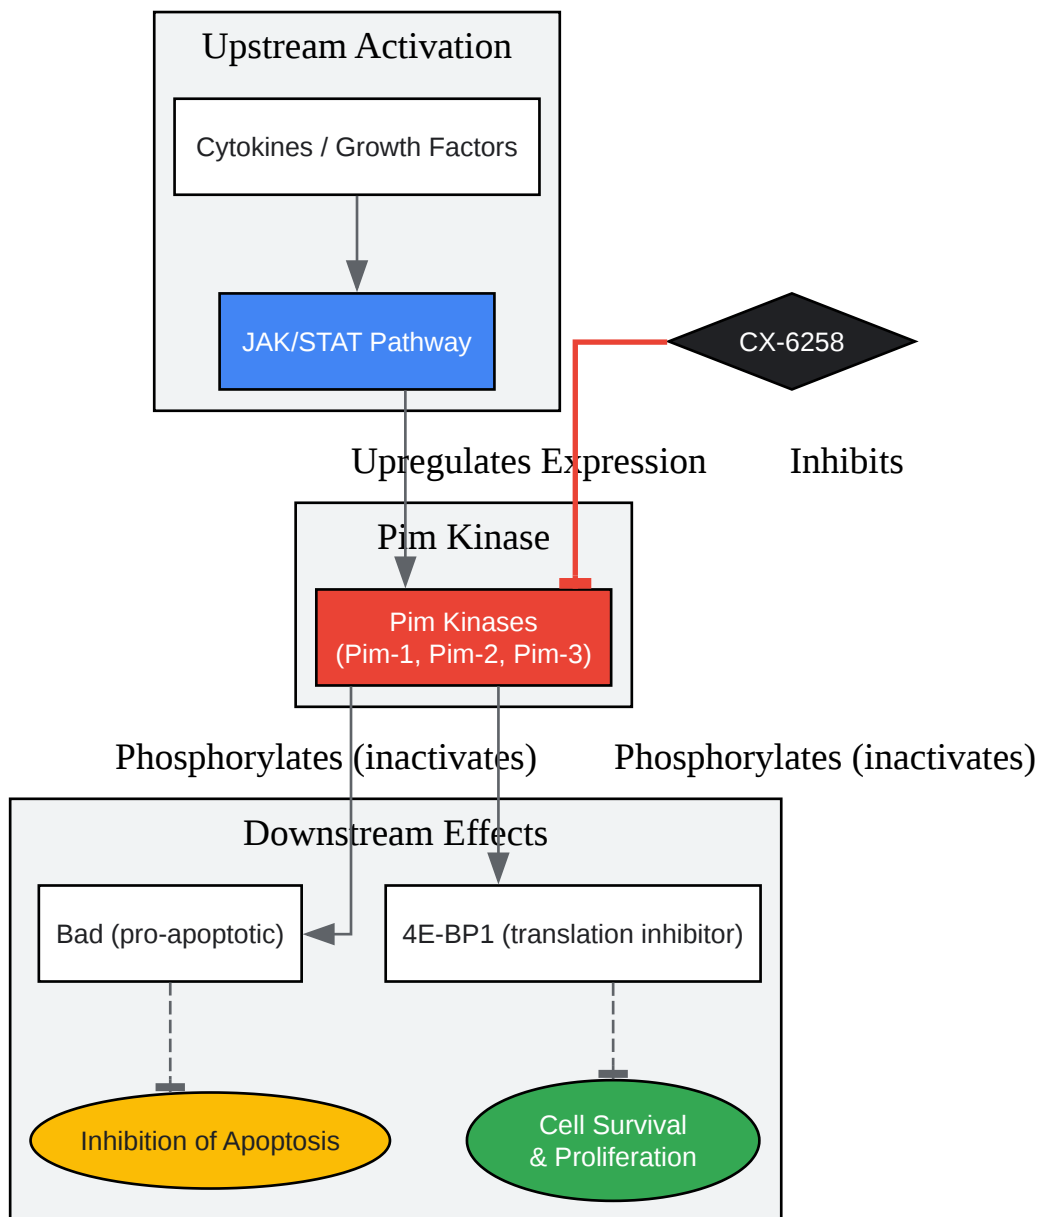 Upstream Activation
Cytokines / Growth Factors
JAK/STAT Pathway
CX-6258
Upregulates Expression
Inhibits
Pim Kinase
Pim Kinases
(Pim-1, Pim-2, Pim-3)
Phosphorylates (inactivates)
Phosphorylates (inactivates)
Downstream Effects
Bad (pro-apoptotic)
4E-BP1 (translation inhibitor)
Inhibition of Apoptosis
Cell Survival
& Proliferation